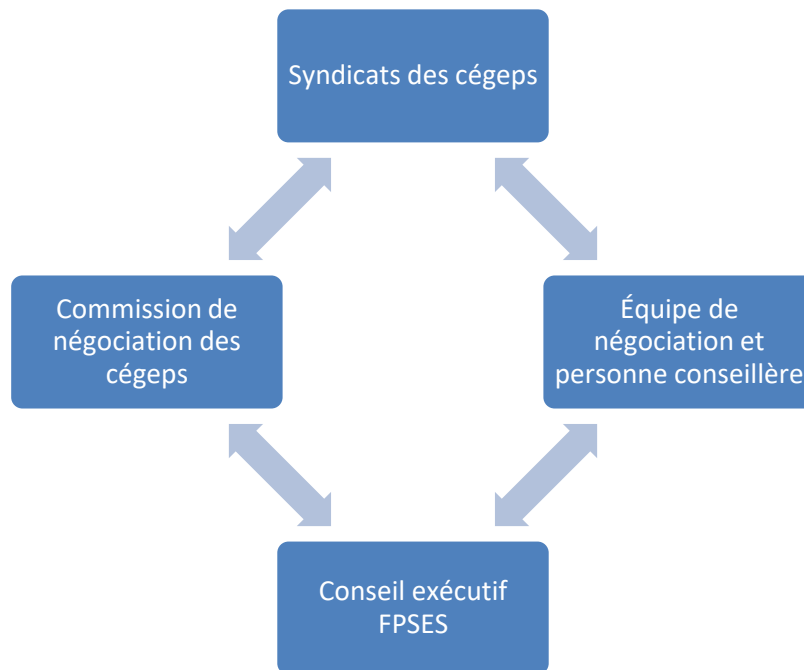 Syndicats des cégeps
Commission de
négociation des
cégeps
Équipe de
négociation et
personne conseillère
Conseil exécutif
FPSES